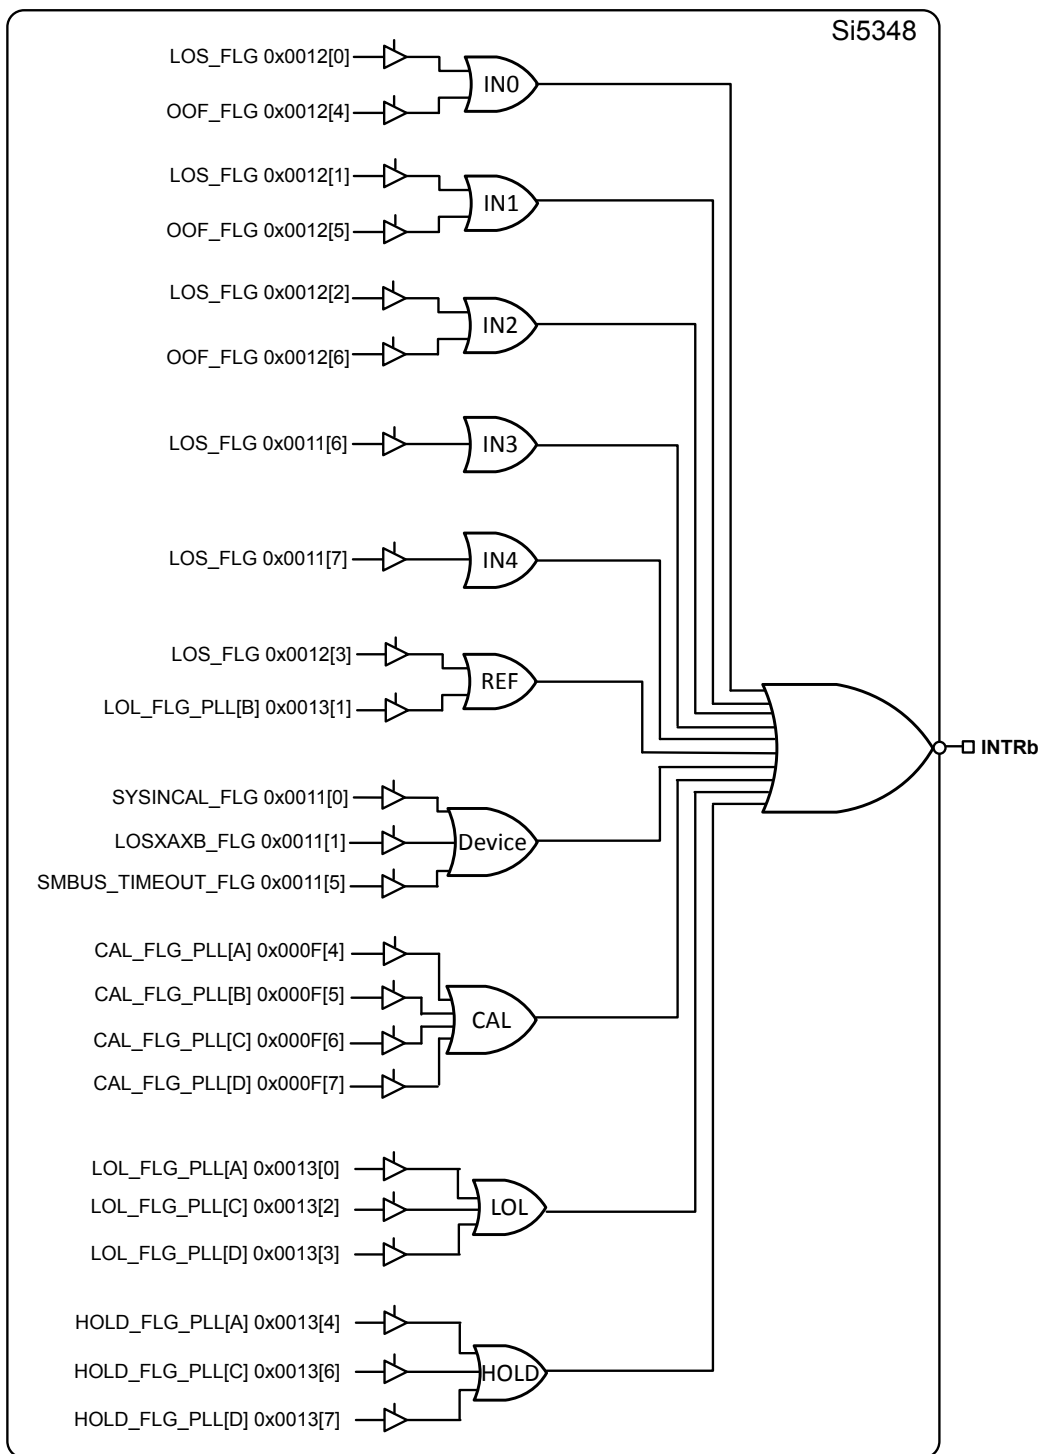 Si5348
LOS_FLG 0x0012[0]
IN0
OOF_FLG 0x0012[4]
LOS_FLG 0x0012[1]
IN1
OOF_FLG 0x0012[5]
LOS_FLG 0x0012[2]
IN2
OOF_FLG 0x0012[6]
LOS_FLG 0x0011[6]
IN3
LOS_FLG 0x0011[7]
IN4
LOS_FLG 0x0012[3]
REF
LOL_FLG_PLL[B] 0x0013[1]
INTRb
SYSINCAL_FLG 0x0011[0]
LOSXAXB_FLG 0x0011[1]
Device
SMBUS_TIMEOUT_FLG 0x0011[5]
CAL_FLG_PLL[A] 0x000F[4]
CAL_FLG_PLL[B] 0x000F[5]
CAL
CAL_FLG_PLL[C] 0x000F[6]
CAL_FLG_PLL[D] 0x000F[7]
LOL_FLG_PLL[A] 0x0013[0]
LOL_FLG_PLL[C] 0x0013[2]
LOL
LOL_FLG_PLL[D] 0x0013[3]
HOLD_FLG_PLL[A] 0x0013[4]
HOLD_FLG_PLL[C] 0x0013[6]
HOLD
HOLD_FLG_PLL[D] 0x0013[7]